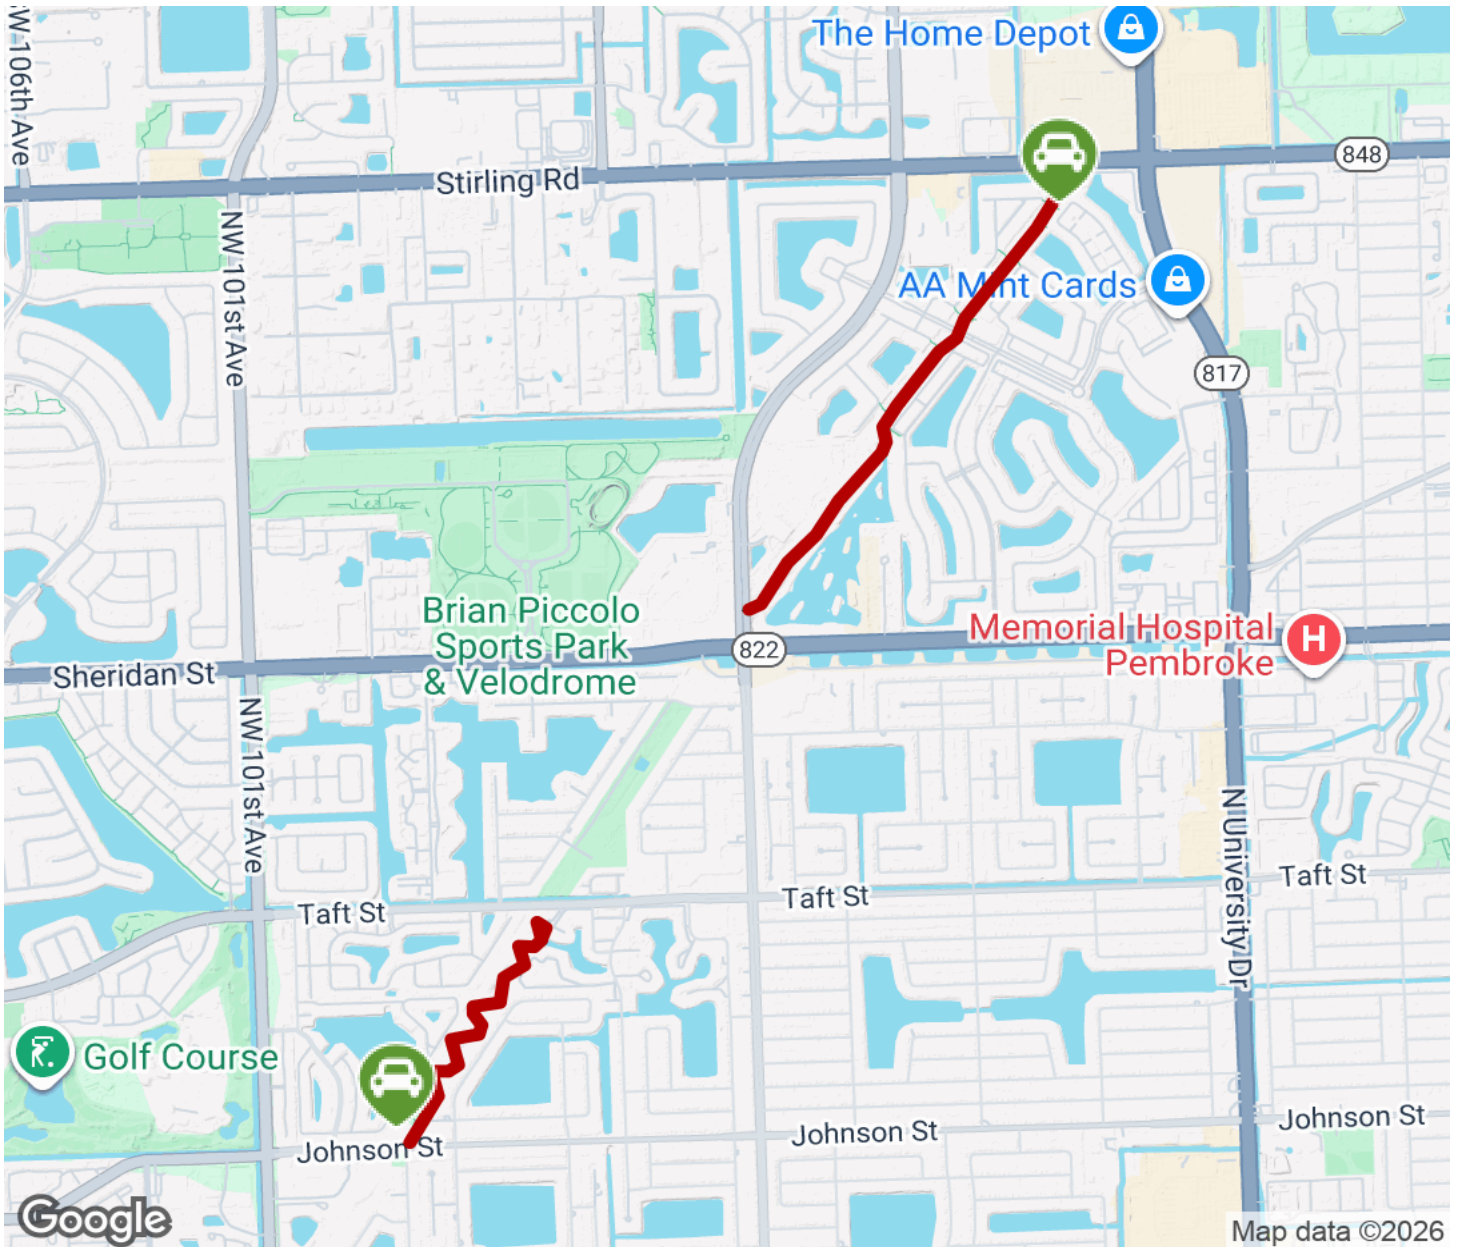 SW 106th Ave
The Home Depot
848
Stirling Rd
NW 101st Ave
AA Mint Cards
817
Brian Piccolo
Sports Park
& Velodrome
822
Memorial Hospital
Pembroke
H
Sheridan St
NW 101st Ave
N University Dr
Taft St
Taft St
Taft St
Golf Course
Johnson St
Johnson St
Johnson St
Google
Map data ©2026